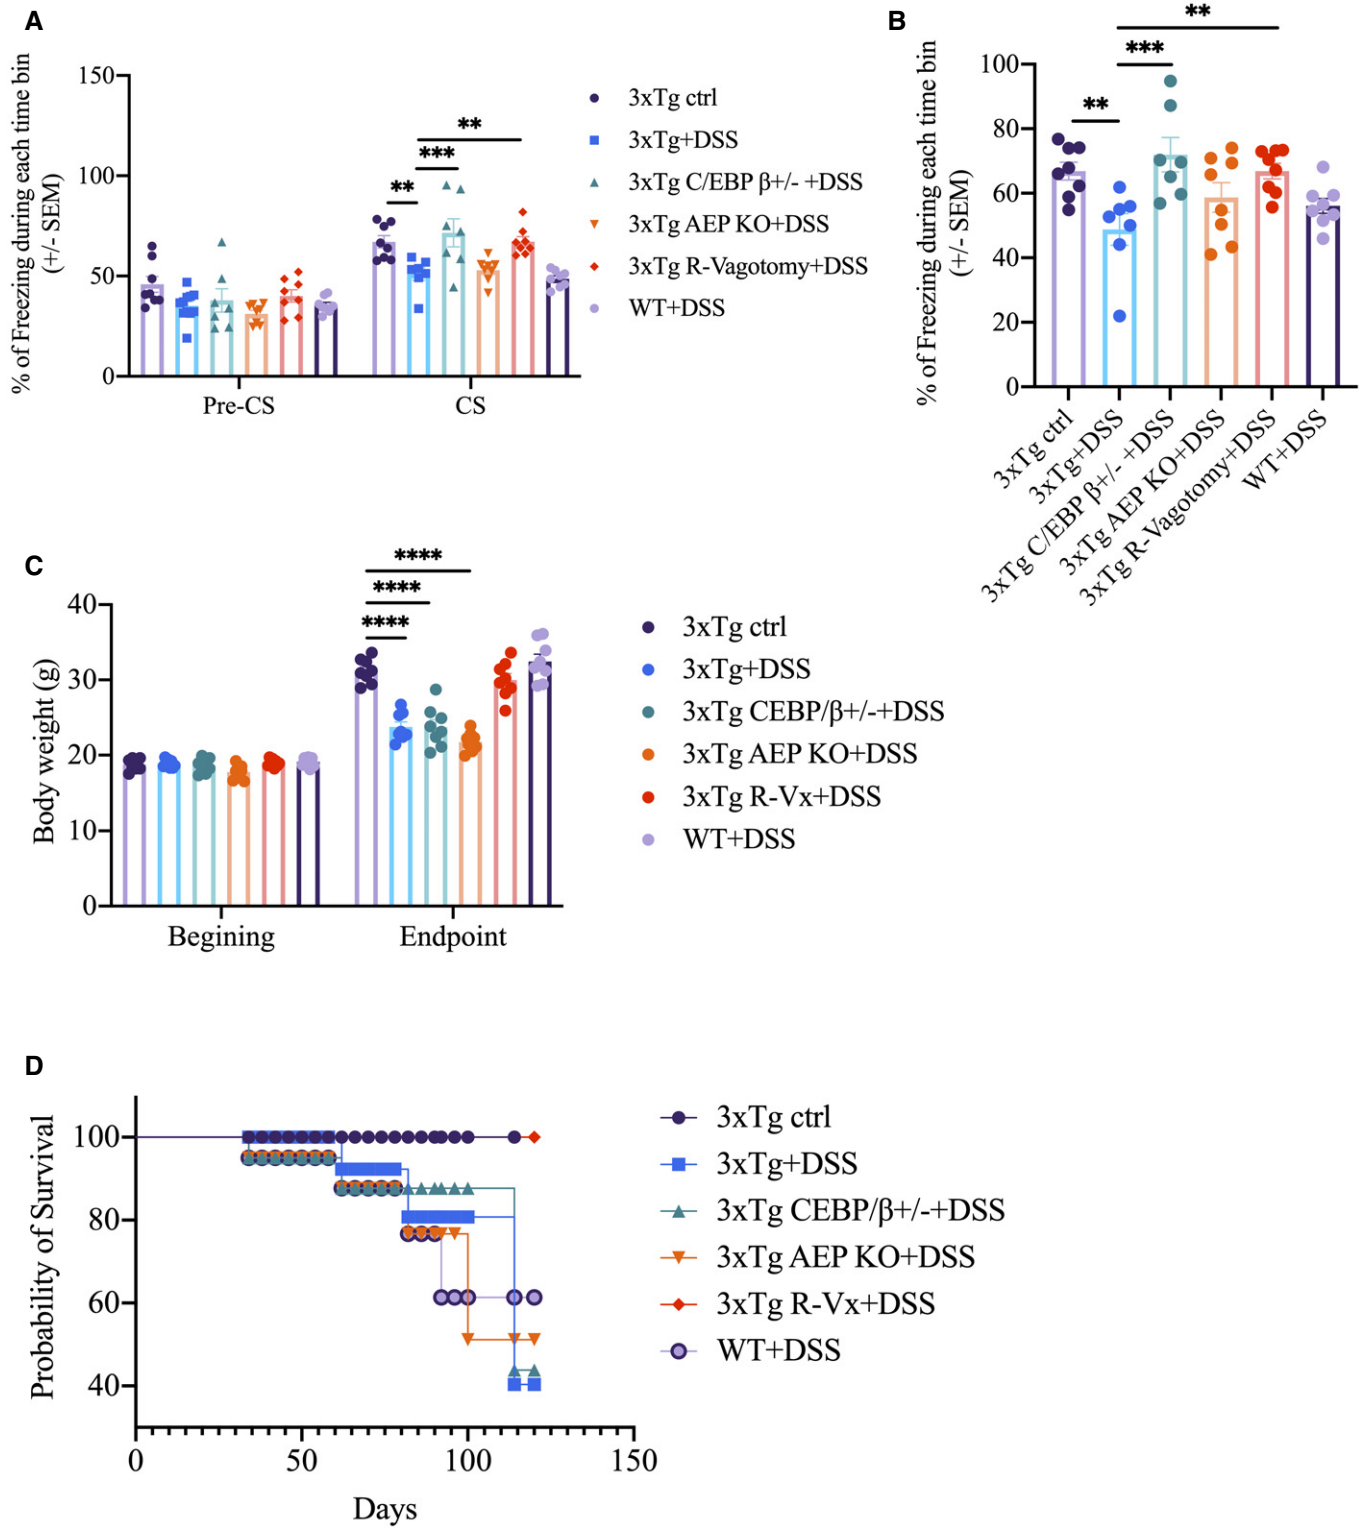 A
% of Freezing during each time bin
(+/- SEM)
150
100
50
0
**
***
**
Pre-CS
CS
3xTg ctrl
3xTg+DSS
3xTg C/EBP β+/- +DSS
3xTg AEP KO+DSS
3xTg R-Vagotomy+DSS
WT+DSS
B
% of Freezing during each time bin
(+/- SEM)
100
80
60
40
20
0
**
***
**
3xTg ctrl
3xTg+DSS
3xTg C/EBP β+/- +DSS
3xTg AEP KO+DSS
3xTg R-Vagotomy+DSS
WT+DSS
C
Body weight (g)
40
30
20
10
0
****
****
****
Begining
Endpoint
3xTg ctrl
3xTg+DSS
3xTg CEBP/β+/-+DSS
3xTg AEP KO+DSS
3xTg R-Vx+DSS
WT+DSS
D
Probability of Survival
100
80
60
40
0
50
100
150
Days
3xTg ctrl
3xTg+DSS
3xTg CEBP/β+/-+DSS
3xTg AEP KO+DSS
3xTg R-Vx+DSS
WT+DSS